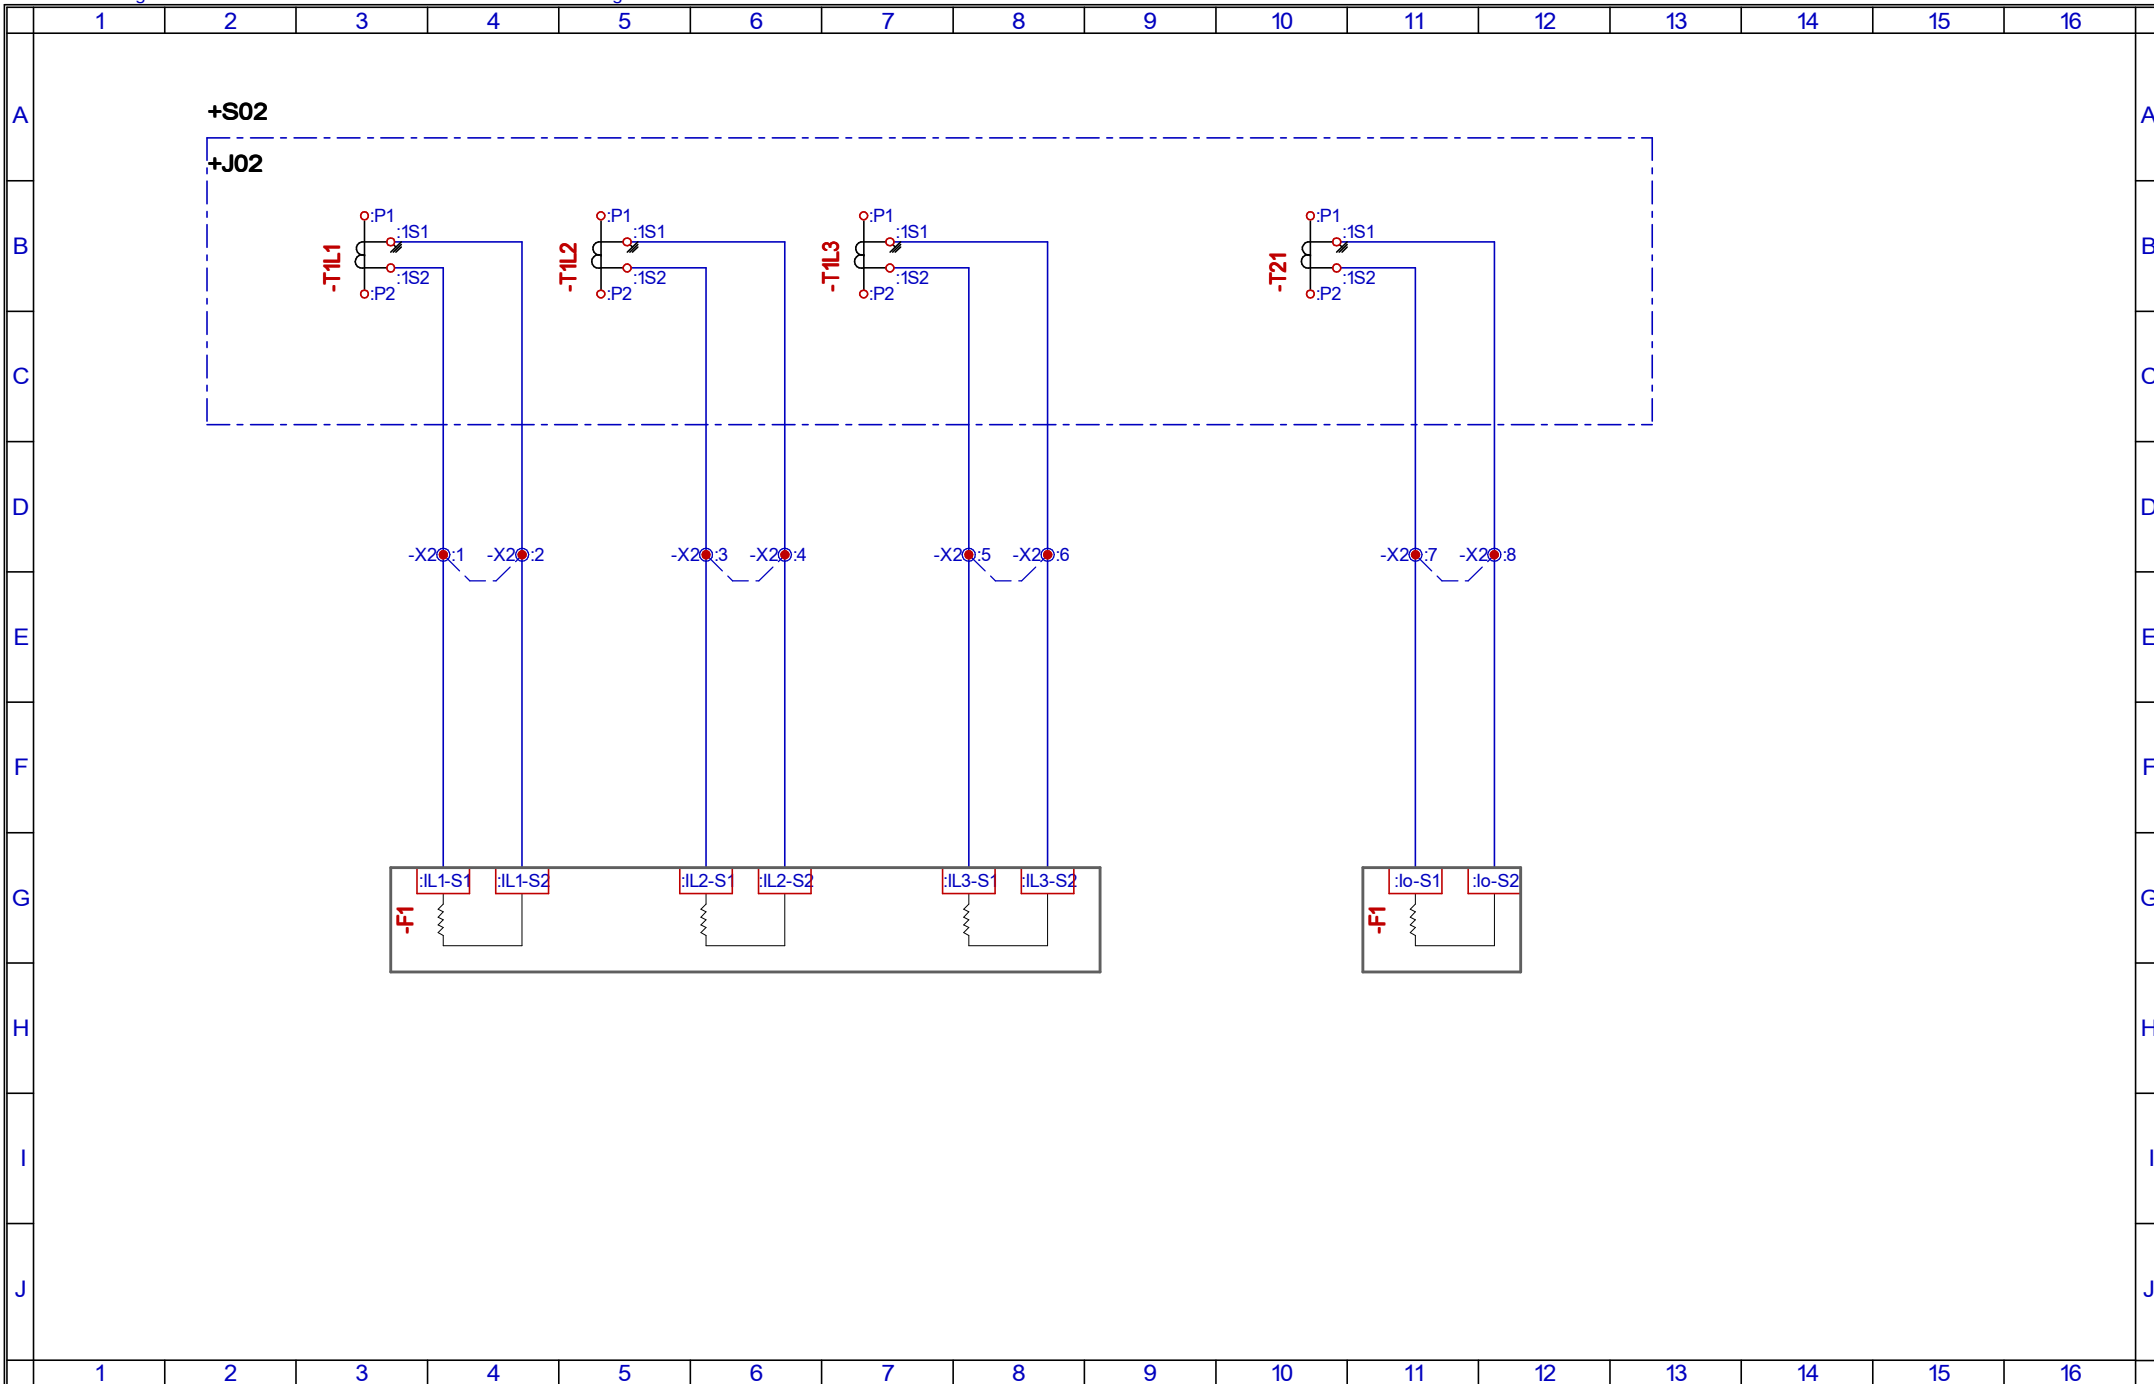 1 2 3 4 5 6 7 8 9 10 11 12 13 14 15 16
A +S02 A
+J02
:P1 :P1 :P1 :P1
B -T1L1 :1S1 -T1L2 :1S1 -T1L3 :1S1 -T21 :1S1 B
:1S2 :1S2 :1S2 :1S2
:P2 :P2 :P2 :P2
C C
D D
-X2 :1 -X2 :2 -X2 :3 -X2 :4 -X2 :5 -X2 :6 -X2 :7 -X2 :8
E E
F F
:IL1-S1 :IL1-S2 :IL2-S1 :IL2-S2 :IL3-S1 :IL3-S2 :Io-S1 :Io-S2
G -F1 -F1 G
H H
I I
J J
1 2 3 4 5 6 7 8 9 10 11 12 13 14 15 16